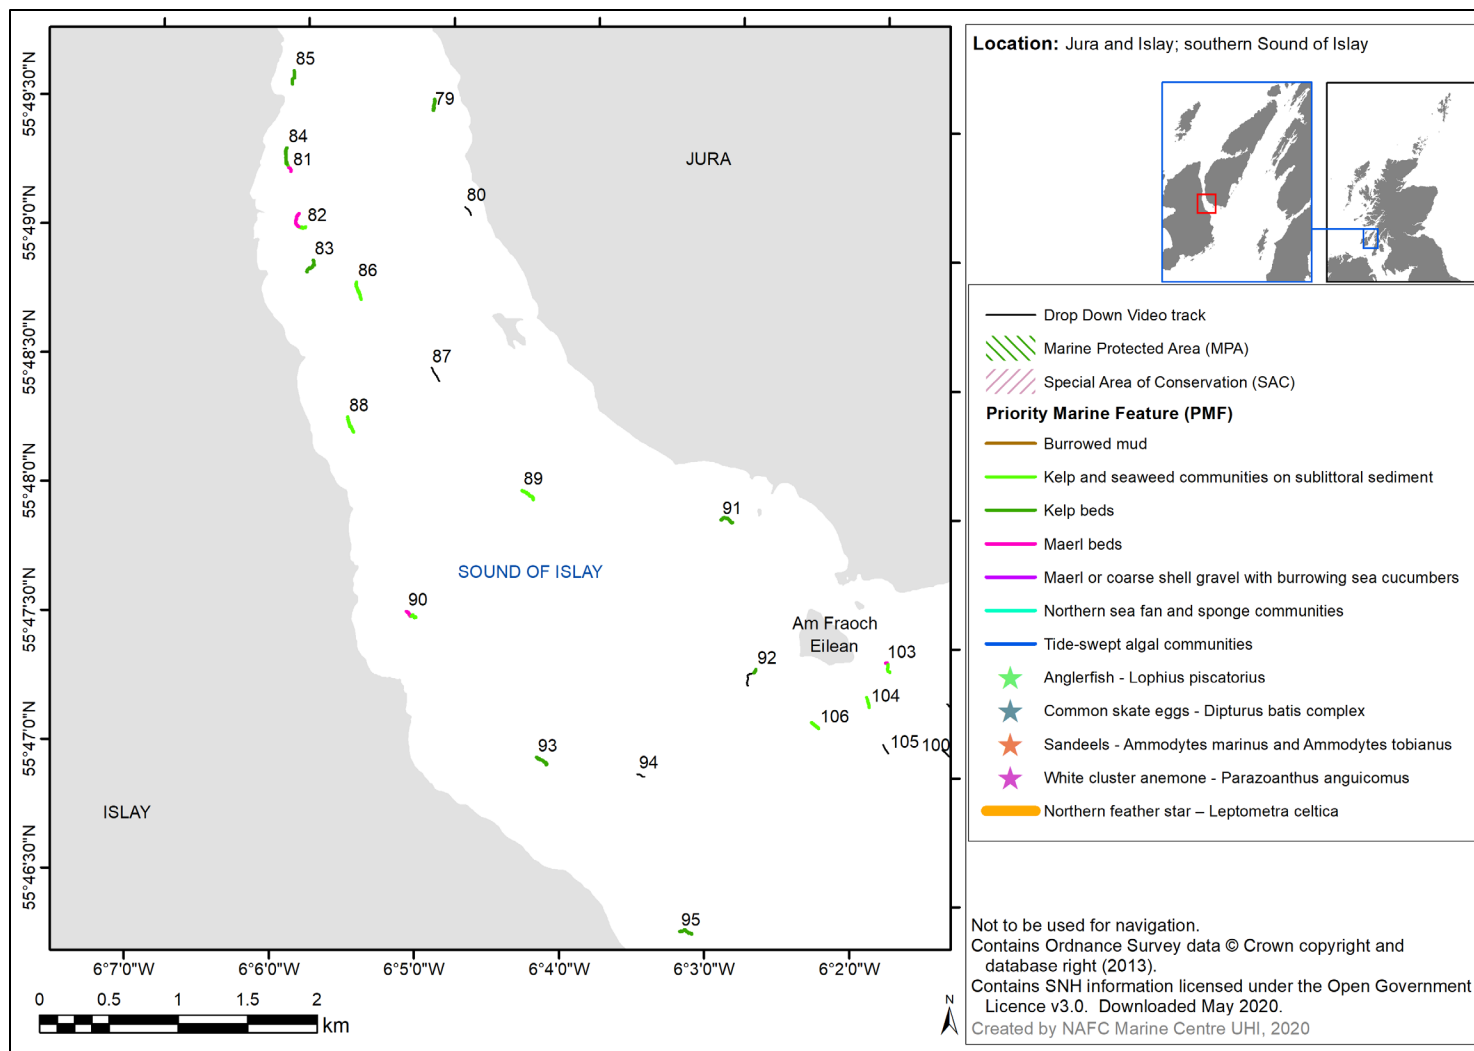 85
79
84
81
JURA
80
82
83
86
87
88
89
91
SOUND OF ISLAY
90
Am Fraoch
Eilean
92
103
104
106
105
100
93
94
ISLAY
95
55°49'30"N
55°49'0"N
55°48'30"N
55°48'0"N
55°47'30"N
55°47'0"N
55°46'30"N
6°7'0"W
6°6'0"W
6°5'0"W
6°4'0"W
6°3'0"W
6°2'0"W
0 0.5 1 1.5 2
km
N
Location: Jura and Islay; southern Sound of Islay
Drop Down Video track
Marine Protected Area (MPA)
Special Area of Conservation (SAC)
Priority Marine Feature (PMF)
Burrowed mud
Kelp and seaweed communities on sublittoral sediment
Kelp beds
Maerl beds
Maerl or coarse shell gravel with burrowing sea cucumbers
Northern sea fan and sponge communities
Tide-swept algal communities
Anglerfish - Lophius piscatorius
Common skate eggs - Dipturus batis complex
Sandeels - Ammodytes marinus and Ammodytes tobianus
White cluster anemone - Parazoanthus anguicomus
Northern feather star – Leptometra celtica
Not to be used for navigation.
Contains Ordnance Survey data © Crown copyright and
database right (2013).
Contains SNH information licensed under the Open Government
Licence v3.0. Downloaded May 2020.
Created by NAFC Marine Centre UHI, 2020